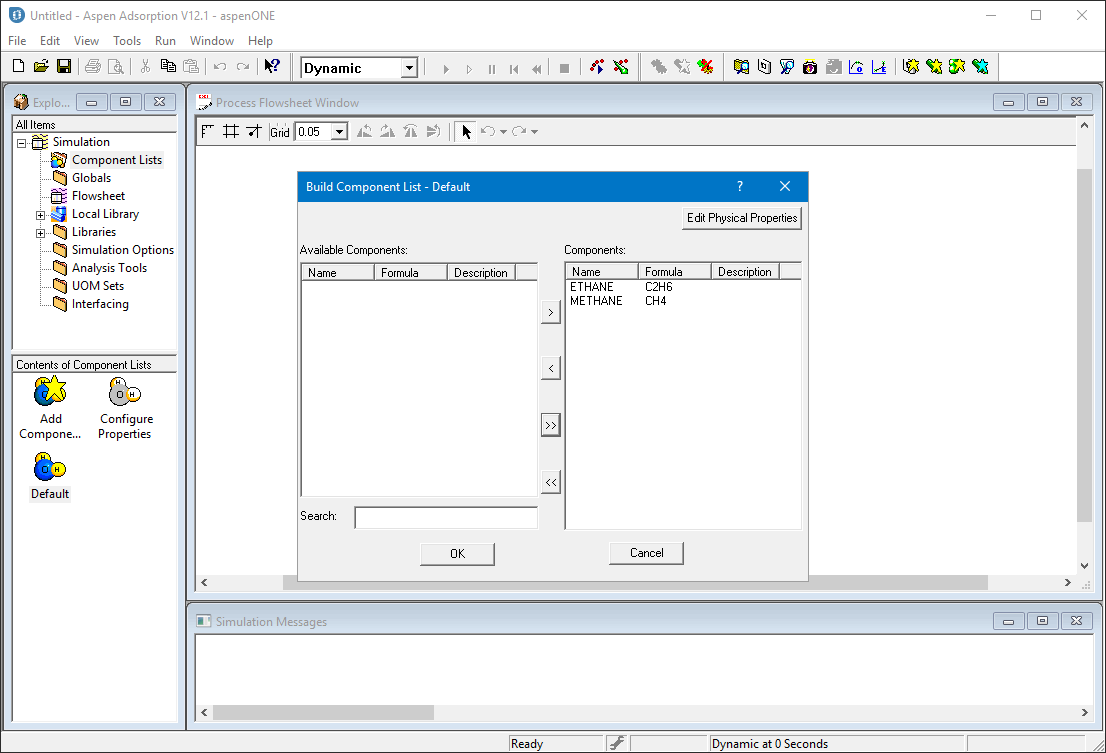 Untitled - Aspen Adsorption V12.1 - aspenONE
File Edit View Tools Run Window Help
Dynamic
Explo...
All Items
Simulation
Component Lists
Globals
Flowsheet
Local Library
Libraries
Simulation Options
Analysis Tools
UOM Sets
Interfacing
Contents of Component Lists
Add Compone...
Configure Properties
Default
Process Flowsheet Window
Grid 0.05
Build Component List - Default
Edit Physical Properties
Available Components:
Name Formula Description
Components:
Name Formula Description
ETHANE C2H6
METHANE CH4
>
<
>>
<<
Search:
OK Cancel
Simulation Messages
Ready Dynamic at 0 Seconds